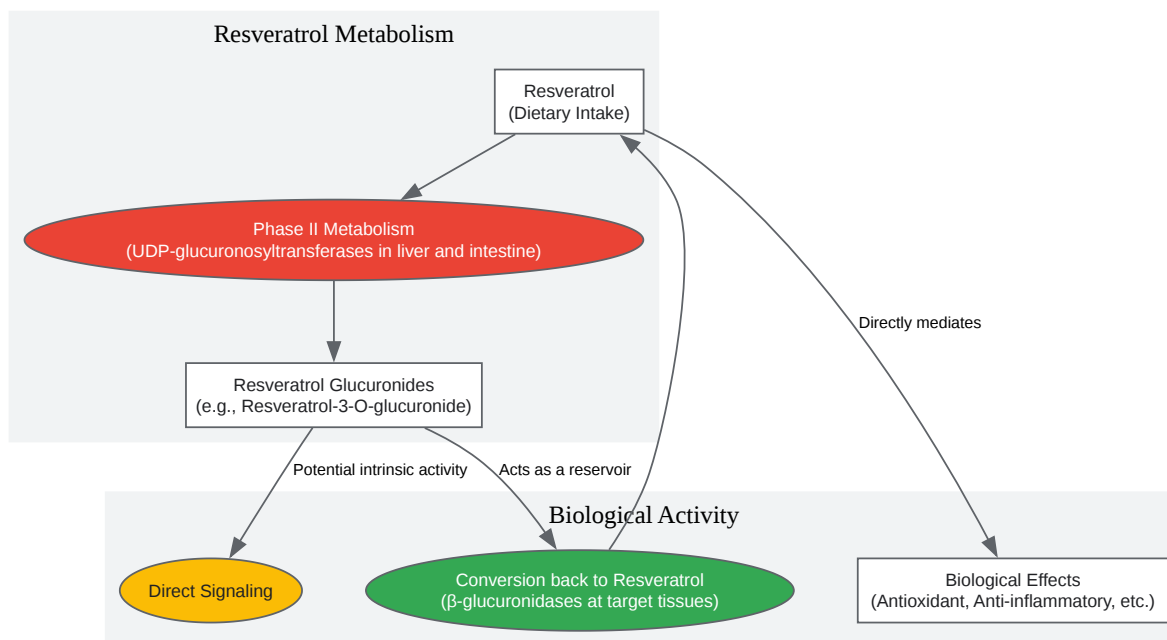 Resveratrol Metabolism
Resveratrol
(Dietary Intake)
Phase II Metabolism
(UDP-glucuronosyltransferases in liver and intestine)
Directly mediates
Resveratrol Glucuronides
(e.g., Resveratrol-3-O-glucuronide)
Potential intrinsic activity
Acts as a reservoir
Biological Activity
Direct Signaling
Conversion back to Resveratrol
(β-glucuronidases at target tissues)
Biological Effects
(Antioxidant, Anti-inflammatory, etc.)